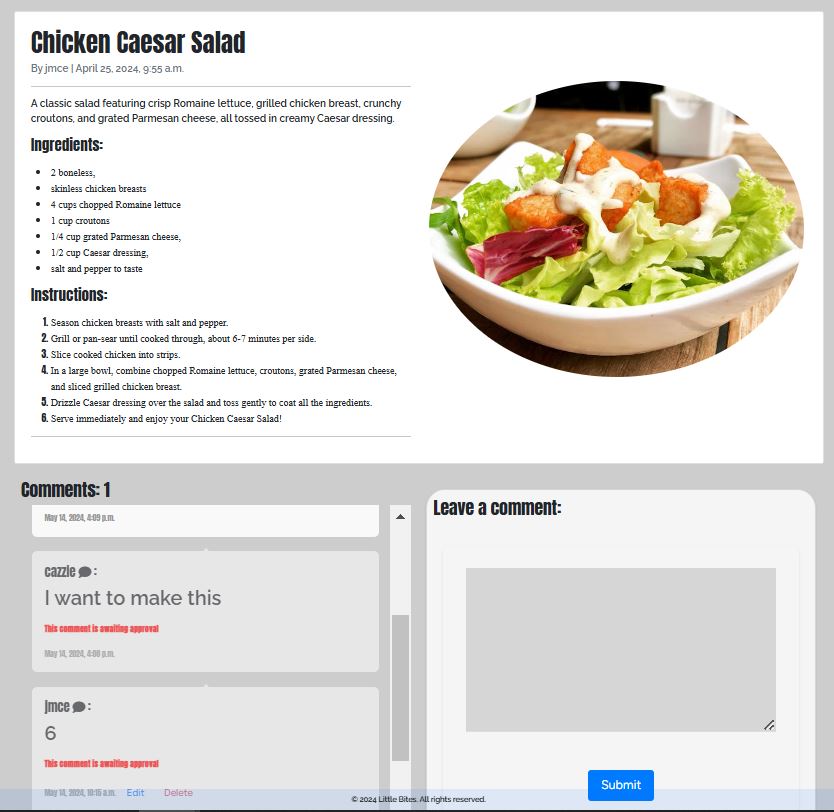 Chicken Caesar Salad
By jmce | April 25, 2024, 9:55 a.m.
A classic salad featuring crisp Romaine lettuce, grilled chicken breast, crunchy
croutons, and grated Parmesan cheese, all tossed in creamy Caesar dressing.
Ingredients:
2 boneless,
skinless chicken breasts
4 cups chopped Romaine lettuce
1 cup croutons
1/4 cup grated Parmesan cheese,
1/2 cup Caesar dressing,
salt and pepper to taste
Instructions:
1. Season chicken breasts with salt and pepper.
2. Grill or pan-sear until cooked through, about 6-7 minutes per side.
3. Slice cooked chicken into strips.
4. In a large bowl, combine chopped Romaine lettuce, croutons, grated Parmesan cheese,
and sliced grilled chicken breast.
5. Drizzle Caesar dressing over the salad and toss gently to coat all the ingredients.
6. Serve immediately and enjoy your Chicken Caesar Salad!
Comments: 1
May 14, 2024, 4:09 p.m.
cazzie :
I want to make this
This comment is awaiting approval
May 14, 2024, 4:08 p.m.
jmce :
6
This comment is awaiting approval
May 14, 2024, 10:15 a.m. Edit Delete
Leave a comment:
Submit
© 2024 Little Bites. All rights reserved.